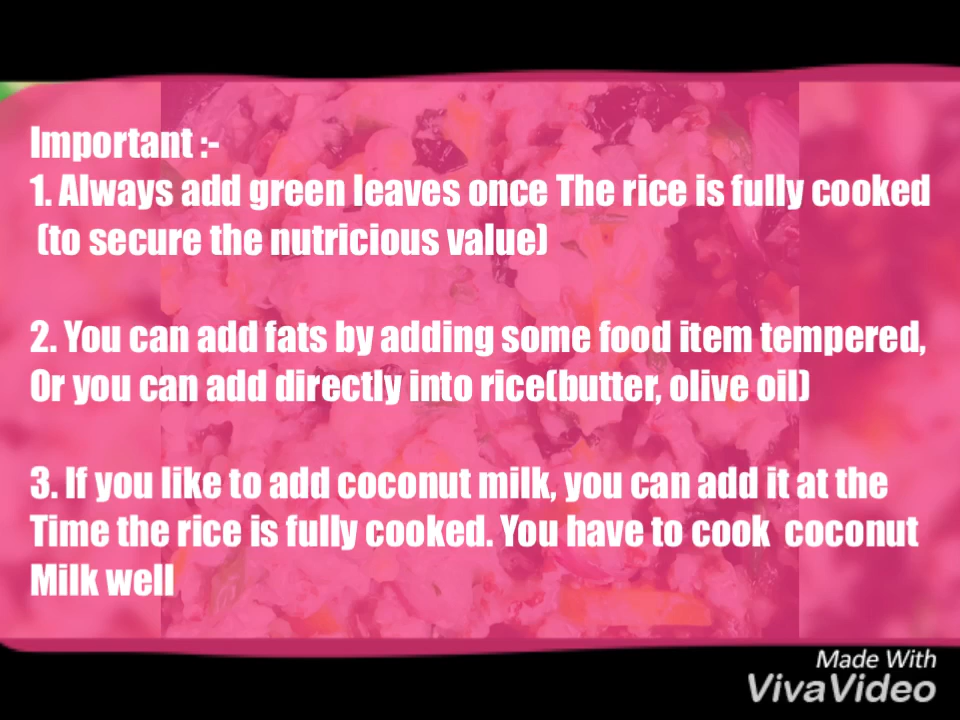 Important :-
1. Always add green leaves once The rice is fully cooked
(to secure the nutricious value)
2. You can add fats by adding some food item tempered,
Or you can add directly into rice(butter, olive oil)
3. If you like to add coconut milk, you can add it at the
Time the rice is fully cooked. You have to cook coconut
Milk well
Made With
VivaVideo